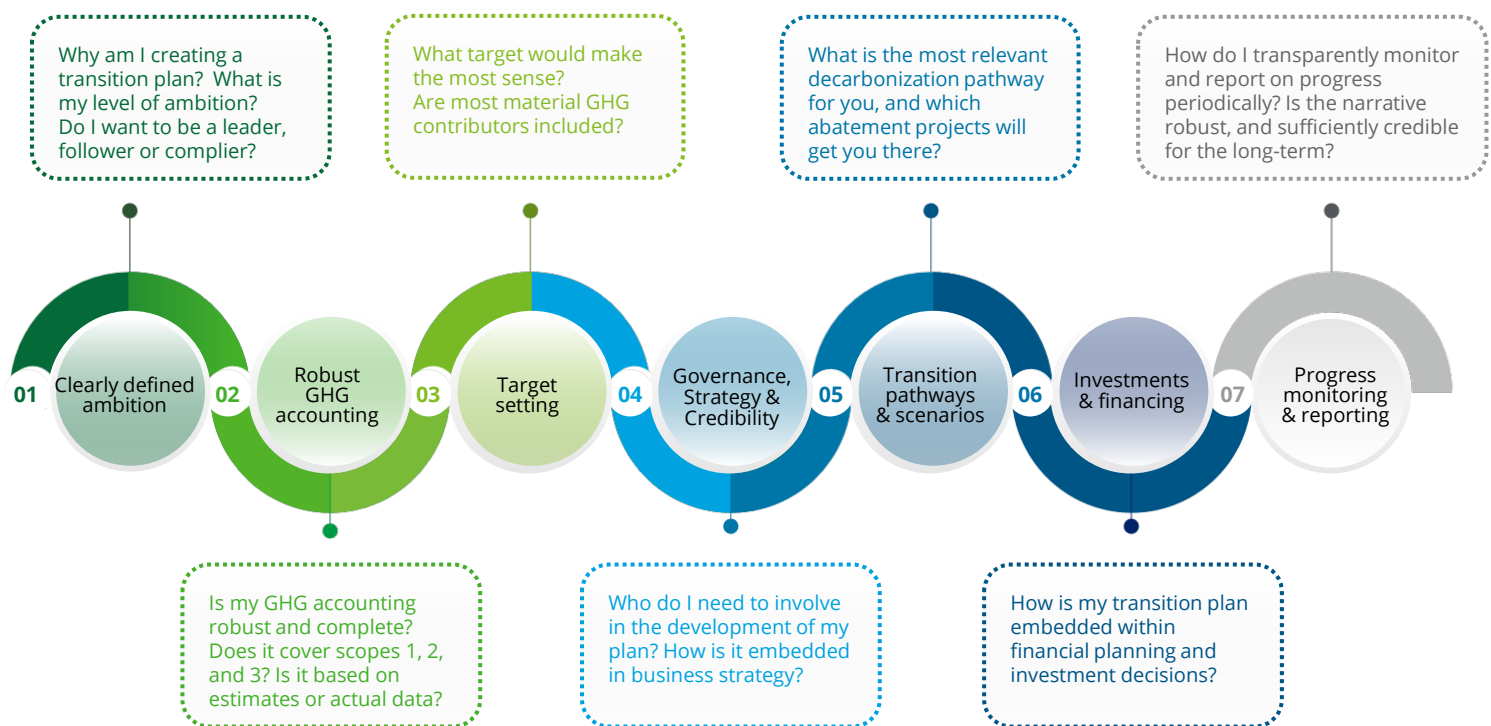 Why am I creating a
transition plan?  What is
my level of ambition?
Do I want to be a leader,
follower or complier?
What target would make
the most sense?
Are most material GHG
contributors included?
What is the most relevant
decarbonization pathway
for you, and which
abatement projects will
get you there?
How do I transparently monitor
and report on progress
periodically? Is the narrative
robust, and sufficiently credible
for the long-term?
01
Clearly defined
ambition
02
Robust
GHG
accounting
03
Target
setting
04
Governance,
Strategy &
Credibility
05
Transition
pathways
& scenarios
06
Investments
& financing
07
Progress
monitoring
& reporting
Is my GHG accounting
robust and complete?
Does it cover scopes 1, 2,
and 3? Is it based on
estimates or actual data?
Who do I need to involve
in the development of my
plan? How is it embedded
in business strategy?
How is my transition plan
embedded within
financial planning and
investment decisions?